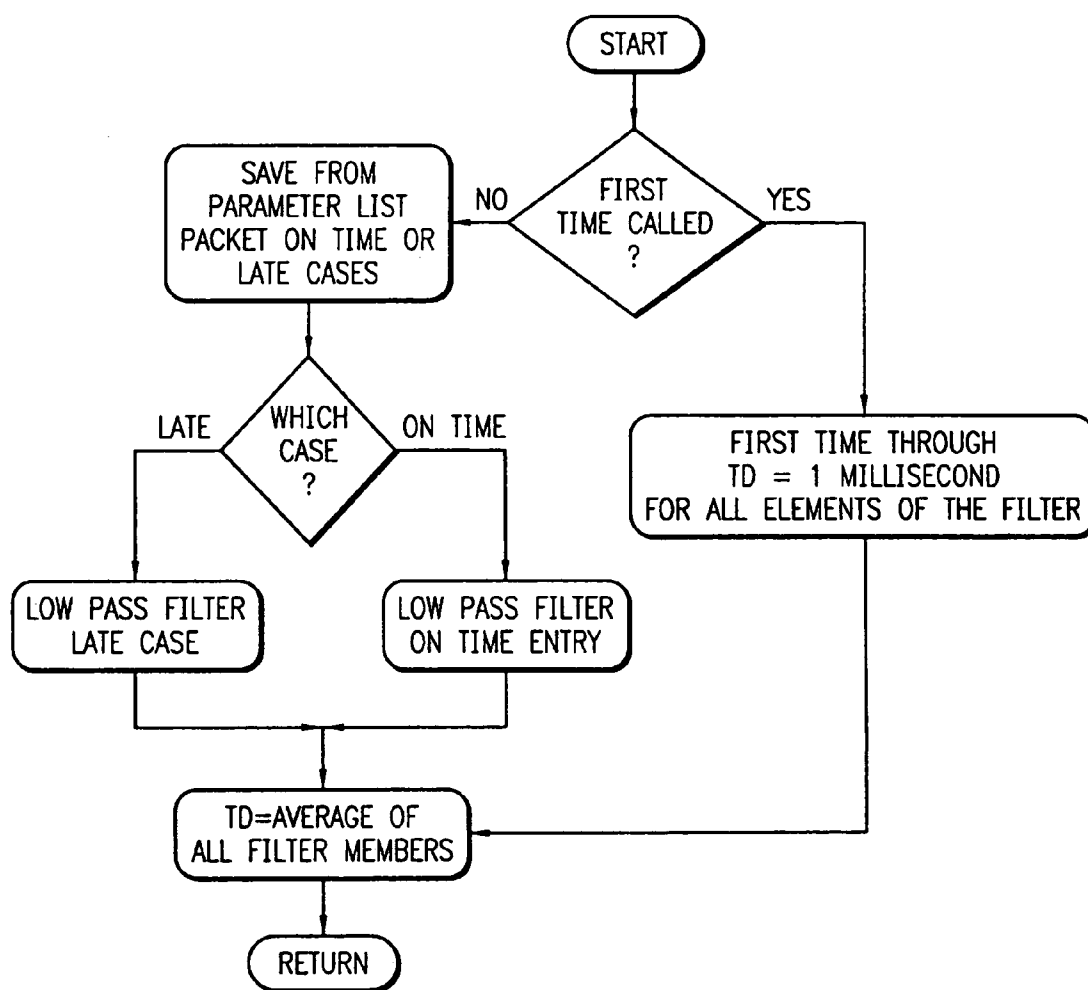 START
FIRST
TIME CALLED
?
NO
YES
SAVE FROM
PARAMETER LIST
PACKET ON TIME OR
LATE CASES
WHICH
CASE
?
LATE
ON TIME
FIRST TIME THROUGH
TD = 1 MILLISECOND
FOR ALL ELEMENTS OF THE FILTER
LOW PASS FILTER
LATE CASE
LOW PASS FILTER
ON TIME ENTRY
TD=AVERAGE OF
ALL FILTER MEMBERS
RETURN